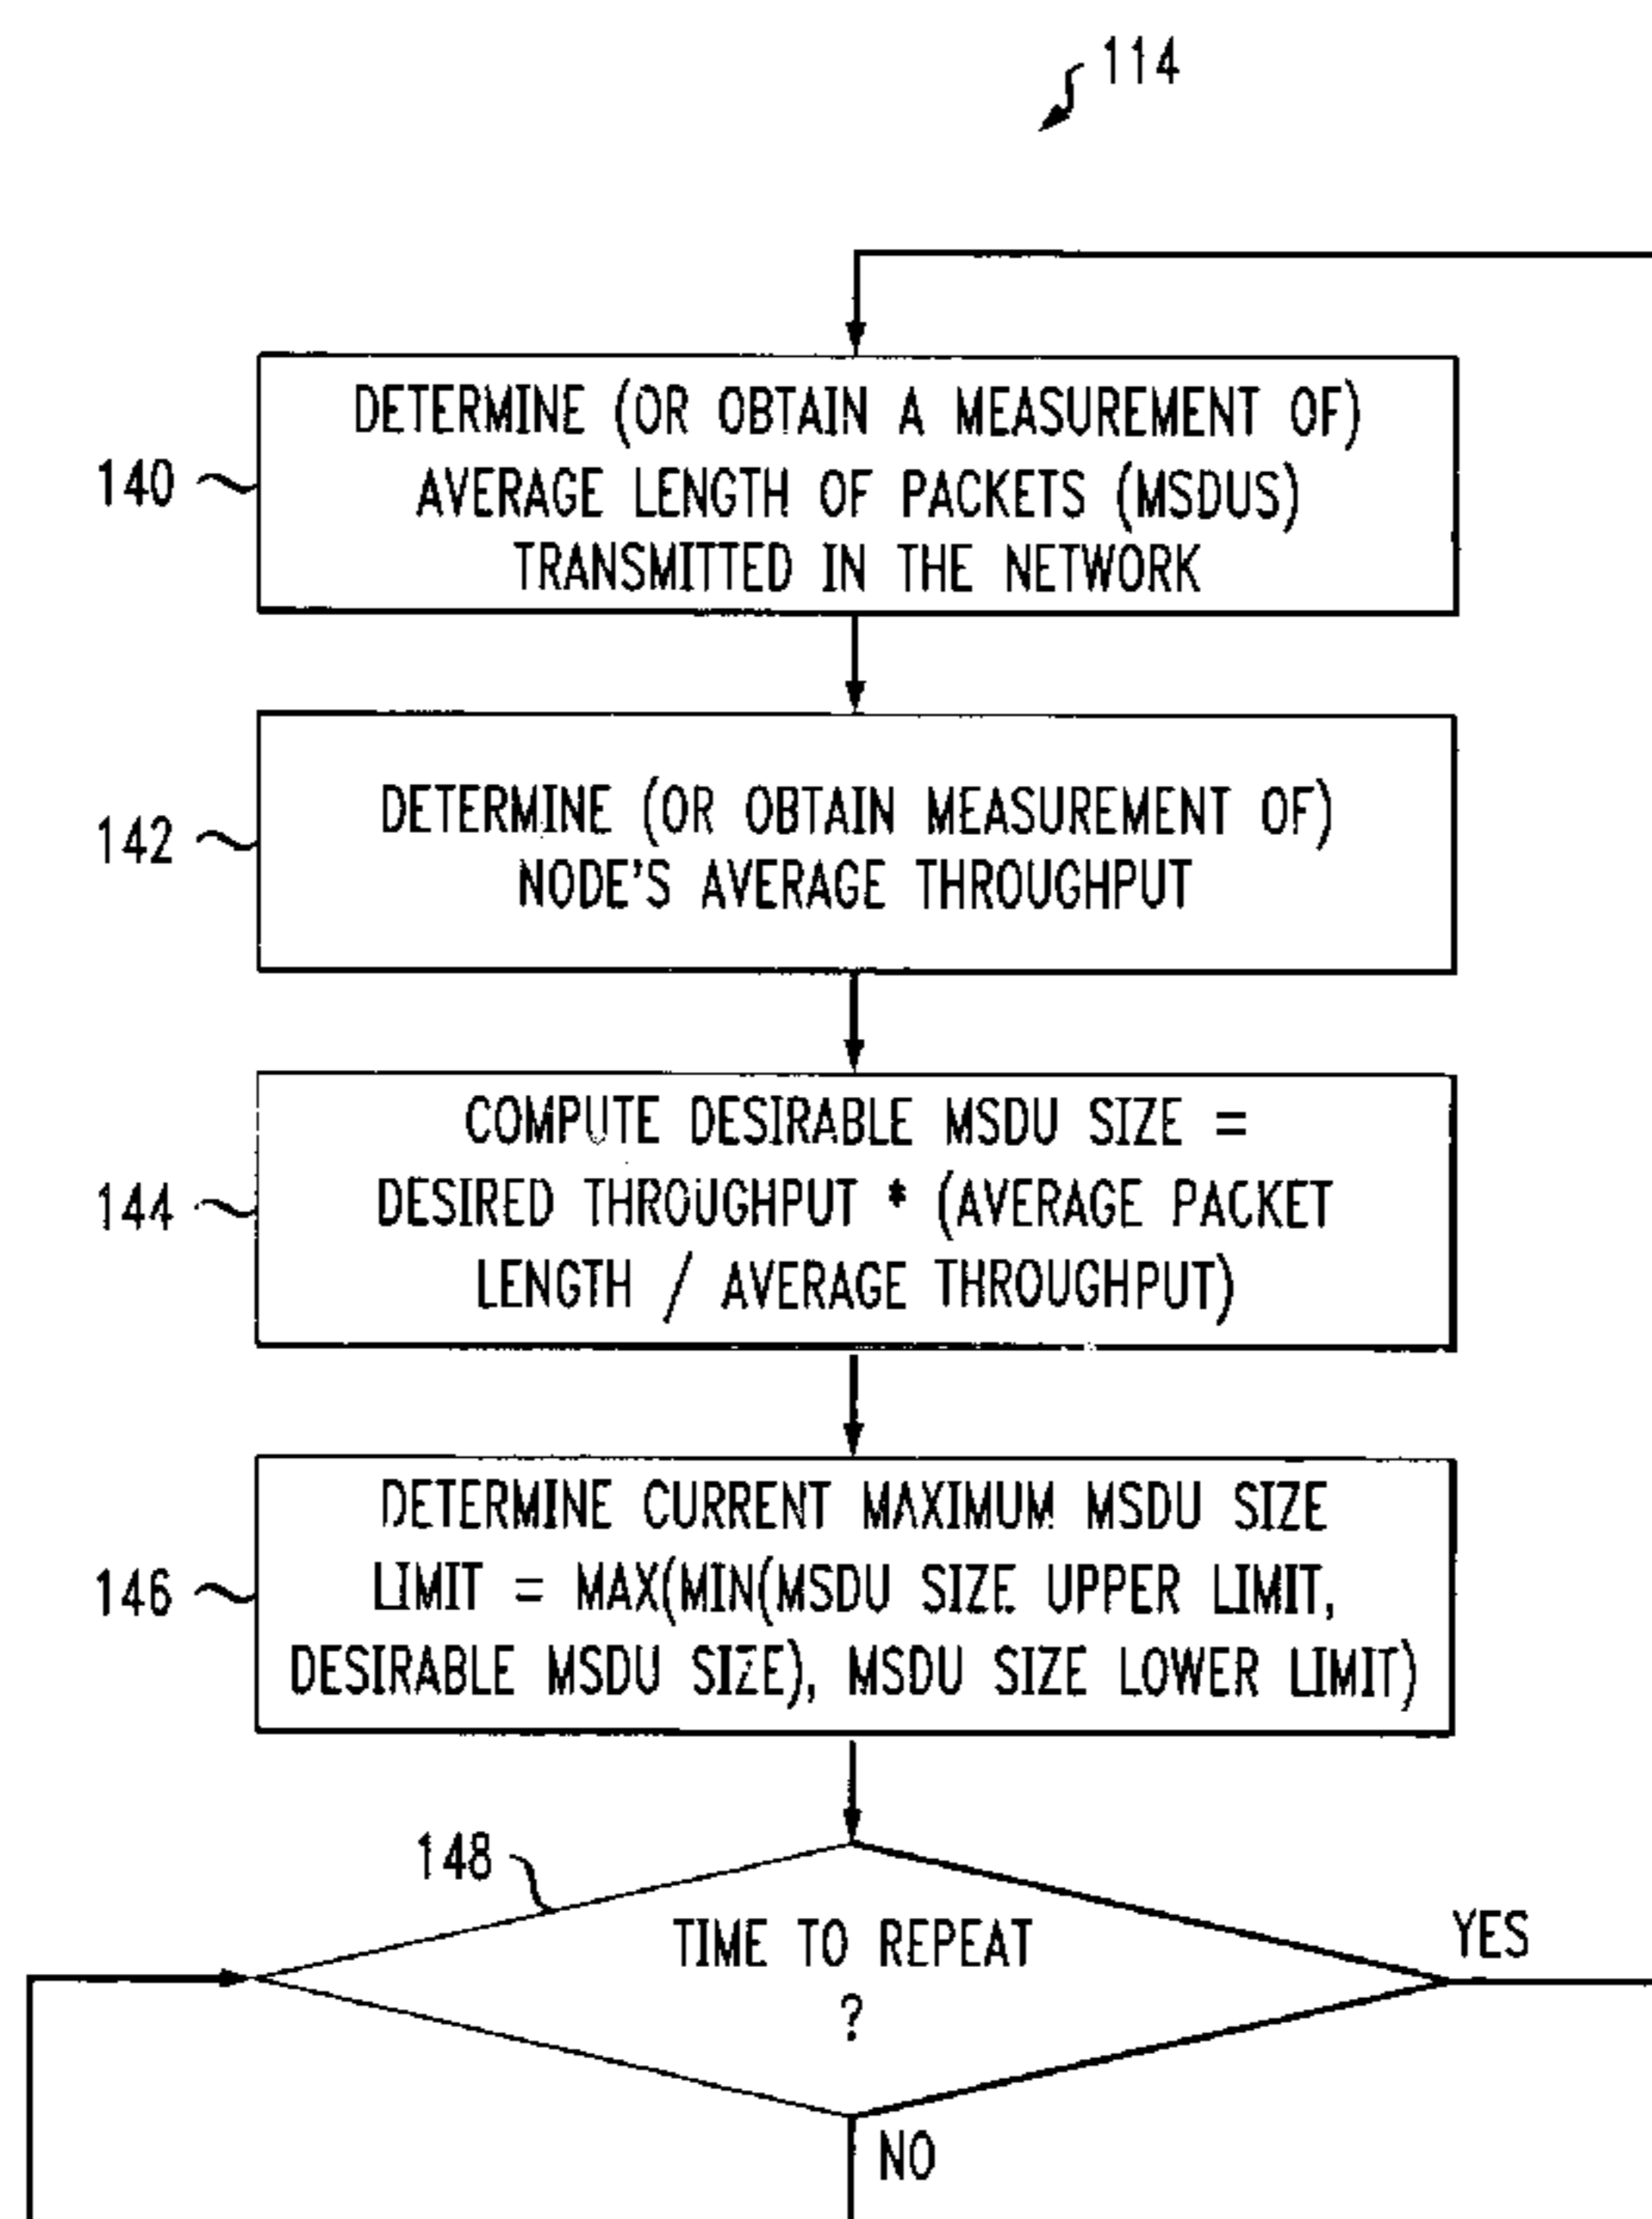 114
DETERMINE (OR OBTAIN A MEASUREMENT OF)
AVERAGE LENGTH OF PACKETS (MSDUS)
TRANSMITTED IN THE NETWORK
140
DETERMINE (OR OBTAIN MEASUREMENT OF)
NODE'S AVERAGE THROUGHPUT
142
COMPUTE DESIRABLE MSDU SIZE =
DESIRED THROUGHPUT * (AVERAGE PACKET
LENGTH / AVERAGE THROUGHPUT)
144
DETERMINE CURRENT MAXIMUM MSDU SIZE
LIMIT = MAX(MIN(MSDU SIZE UPPER LIMIT,
DESIRABLE MSDU SIZE), MSDU SIZE LOWER LIMIT)
146
148
TIME TO REPEAT
?
YES
NO